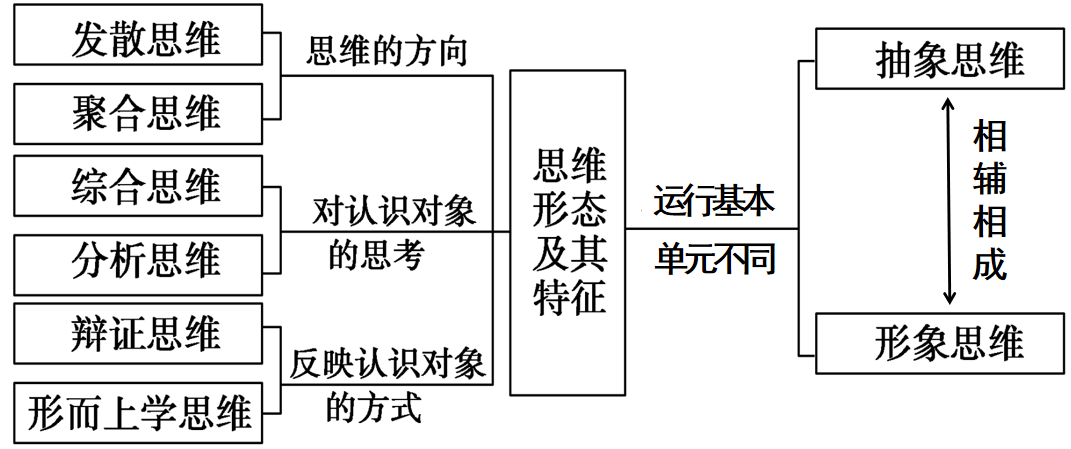 发散思维
聚合思维
思维的方向
综合思维
分析思维
对认识对象
的思考
辩证思维
形而上学思维
反映认识对象
的方式
思维
形态
及其
特征
运行基本
单元不同
抽象思维
相
辅
相
成
形象思维